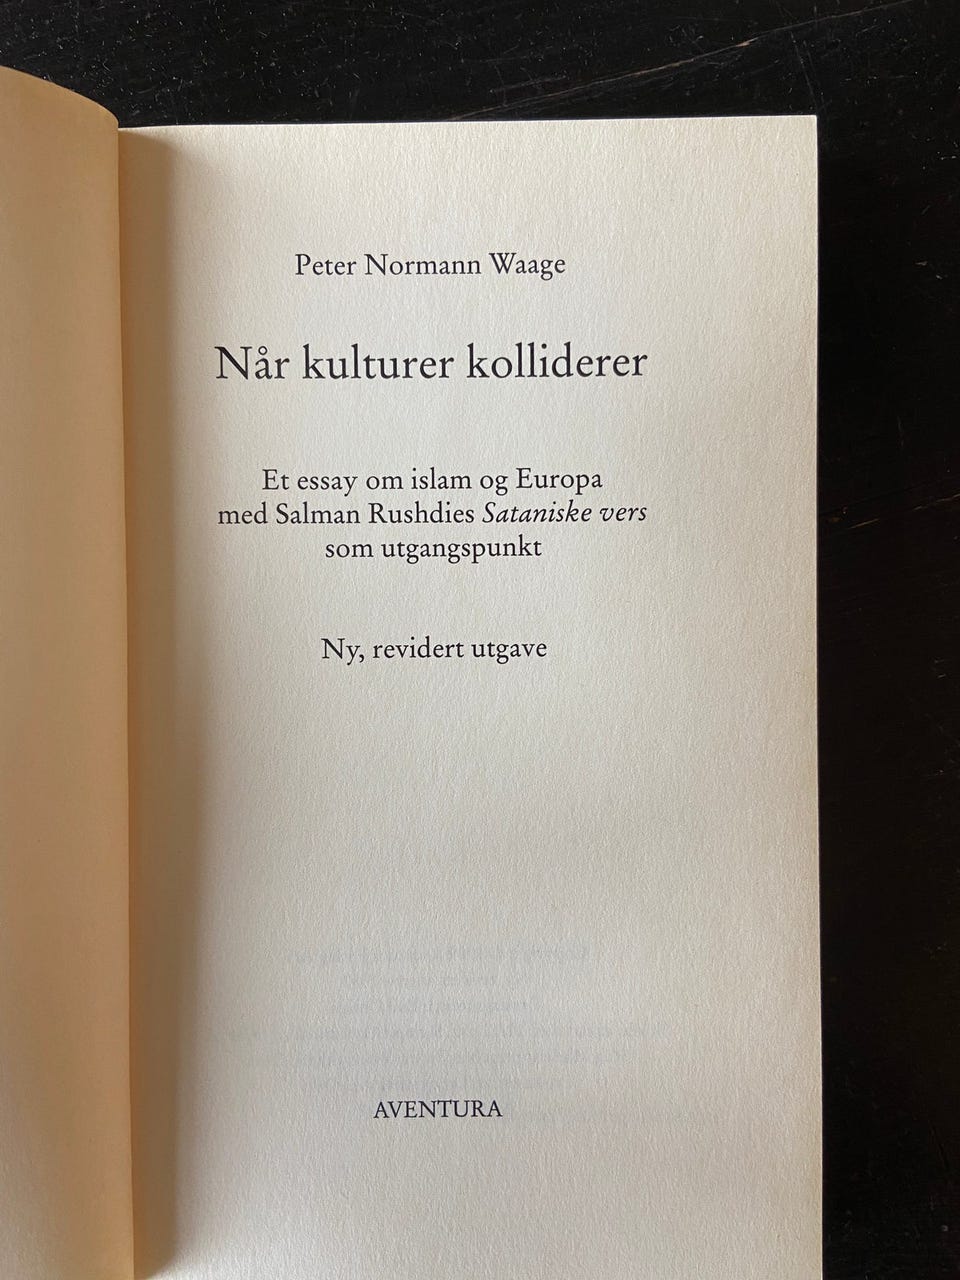 Peter Normann Waage
Når kulturer kolliderer
Et essay om islam og Europa
med Salman Rushdies Sataniske vers
som utgangspunkt
Ny, revidert utgave
AVENTURA